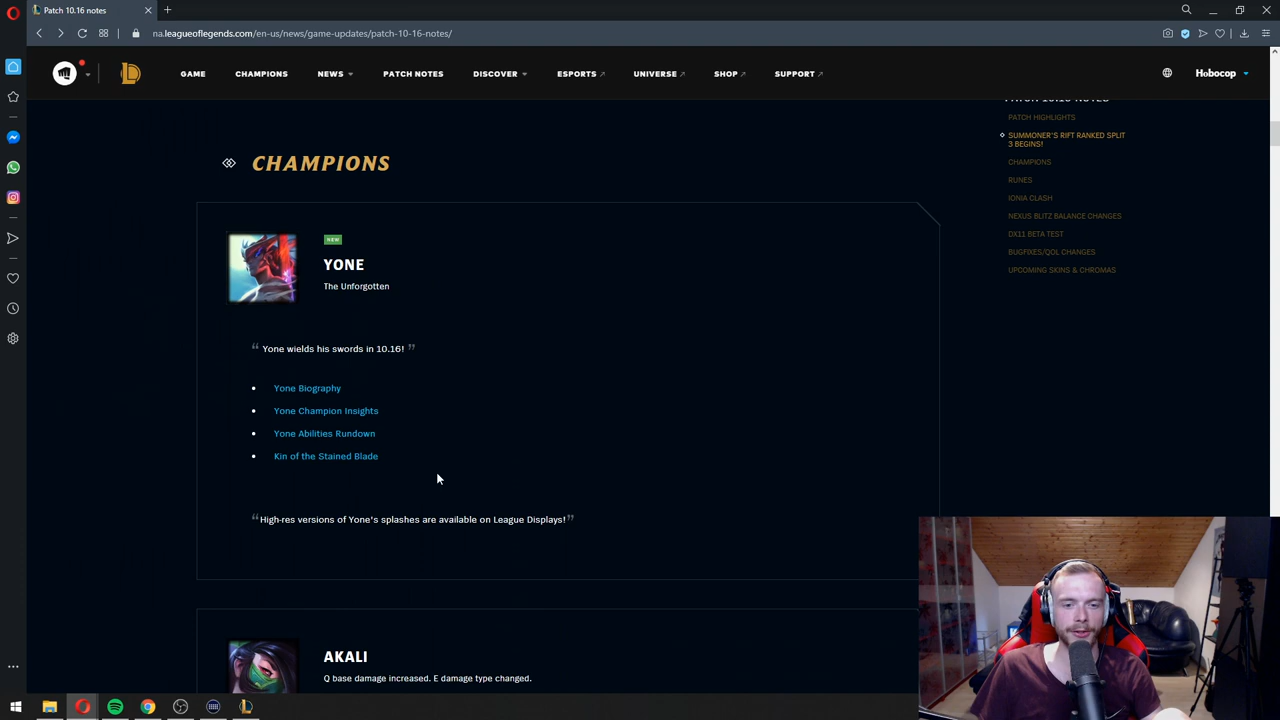 Patch 10.16 notes
na.leagueoflegends.com/en-us/news/game-updates/patch-10-16-notes/
GAME
CHAMPIONS
NEWS
PATCH NOTES
DISCOVER
ESPORTS
UNIVERSE
SHOP
SUPPORT
Hobocop
PATCH 10.16 NOTES
PATCH HIGHLIGHTS
SUMMONER'S RIFT RANKED SPLIT
3 BEGINS!
CHAMPIONS
RUNES
IONIA CLASH
NEXUS BLITZ BALANCE CHANGES
DX11 BETA TEST
BUGFIXES/QOL CHANGES
UPCOMING SKINS & CHROMAS
CHAMPIONS
NEW
YONE
The Unforgotten
“ Yone wields his swords in 10.16! ”
• Yone Biography
• Yone Champion Insights
• Yone Abilities Rundown
• Kin of the Stained Blade
“High-res versions of Yone's splashes are available on League Displays!”
AKALI
Q base damage increased. E damage type changed.